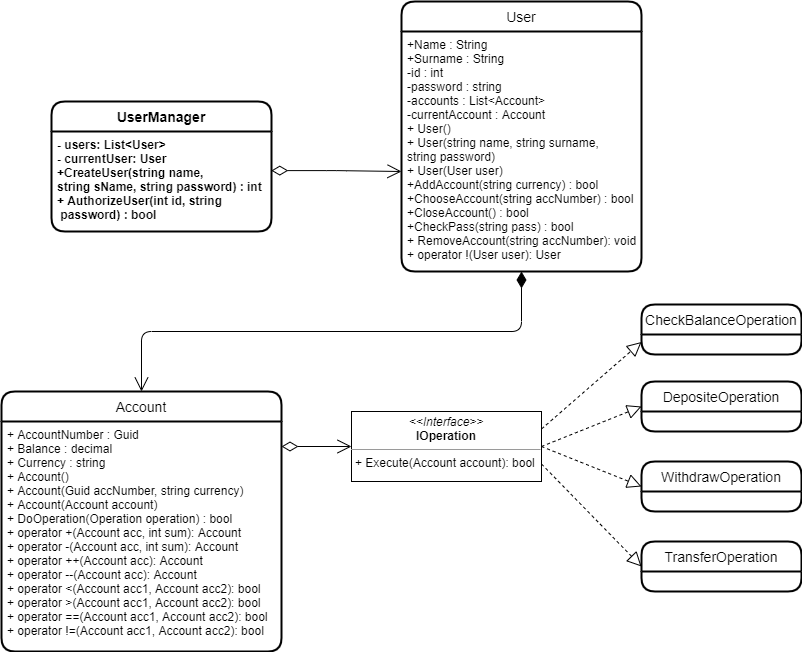 User
+Name : String
+Surname : String
-id : int
-password : string
-accounts : List<Account>
-currentAccount : Account
+ User()
+ User(string name, string surname,
string password)
+ User(User user)
+AddAccount(string currency) : bool
+ChooseAccount(string accNumber) : bool
+CloseAccount() : bool
+CheckPass(string pass) : bool
+ RemoveAccount(string accNumber): void
+ operator !(User user): User
UserManager
- users: List<User>
- currentUser: User
+CreateUser(string name,
string sName, string password) : int
+ AuthorizeUser(int id, string
password) : bool
Account
+ AccountNumber : Guid
+ Balance : decimal
+ Currency : string
+ Account()
+ Account(Guid accNumber, string currency)
+ Account(Account account)
+ DoOperation(Operation operation) : bool
+ operator +(Account acc, int sum): Account
+ operator -(Account acc, int sum): Account
+ operator ++(Account acc): Account
+ operator --(Account acc): Account
+ operator <(Account acc1, Account acc2): bool
+ operator >(Account acc1, Account acc2): bool
+ operator ==(Account acc1, Account acc2): bool
+ operator !=(Account acc1, Account acc2): bool
<<Interface>>
IOperation
+ Execute(Account account): bool
CheckBalanceOperation
DepositeOperation
WithdrawOperation
TransferOperation